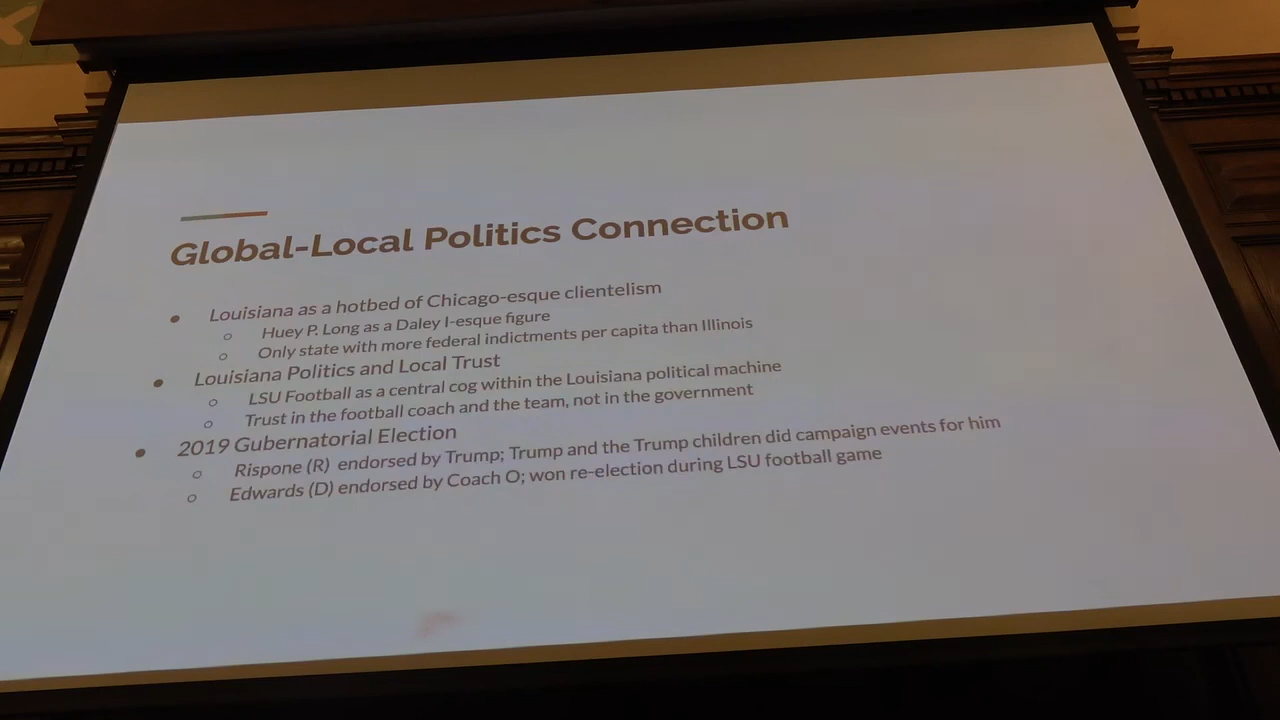 Global-Local Politics Connection
Louisiana as a hotbed of Chicago-esque clientelism
Huey P. Long as a Daley I-esque figure
Only state with more federal indictments per capita than Illinois
Louisiana Politics and Local Trust
LSU Football as a central cog within the Louisiana political machine
Trust in the football coach and the team, not in the government
2019 Gubernatorial Election
Rispone (R) endorsed by Trump; Trump and the Trump children did campaign events for him
Edwards (D) endorsed by Coach O; won re-election during LSU football game